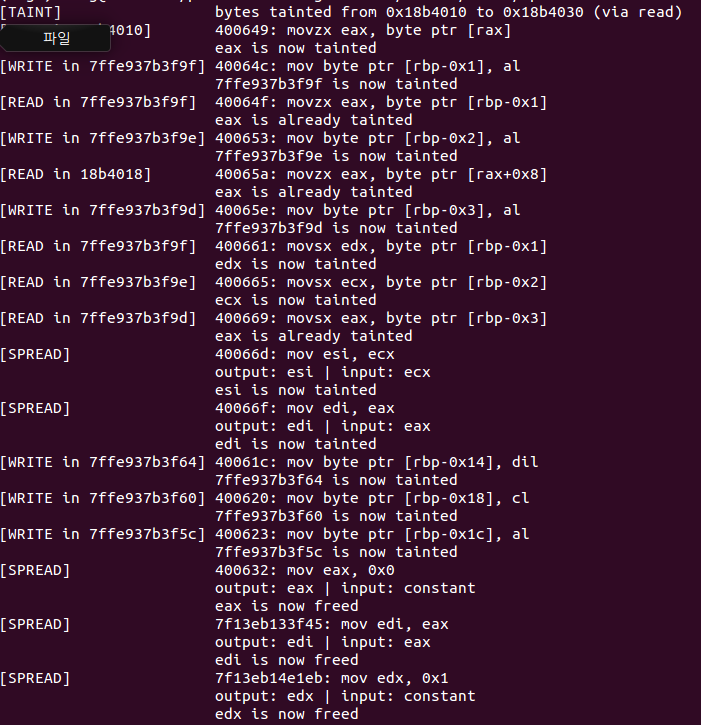 [TAINT] bytes tainted from 0x18b4010 to 0x18b4030 (via read)
파일 4010] 400649: movzx eax, byte ptr [rax]
eax is now tainted
[WRITE in 7ffe937b3f9f] 40064c: mov byte ptr [rbp-0x1], al
7ffe937b3f9f is now tainted
[READ in 7ffe937b3f9f] 40064f: movzx eax, byte ptr [rbp-0x1]
eax is already tainted
[WRITE in 7ffe937b3f9e] 400653: mov byte ptr [rbp-0x2], al
7ffe937b3f9e is now tainted
[READ in 18b4018] 40065a: movzx eax, byte ptr [rax+0x8]
eax is already tainted
[WRITE in 7ffe937b3f9d] 40065e: mov byte ptr [rbp-0x3], al
7ffe937b3f9d is now tainted
[READ in 7ffe937b3f9f] 400661: movsx edx, byte ptr [rbp-0x1]
edx is now tainted
[READ in 7ffe937b3f9e] 400665: movsx ecx, byte ptr [rbp-0x2]
ecx is now tainted
[READ in 7ffe937b3f9d] 400669: movsx eax, byte ptr [rbp-0x3]
eax is already tainted
[SPREAD] 40066d: mov esi, ecx
output: esi | input: ecx
esi is now tainted
[SPREAD] 40066f: mov edi, eax
output: edi | input: eax
edi is now tainted
[WRITE in 7ffe937b3f64] 40061c: mov byte ptr [rbp-0x14], dil
7ffe937b3f64 is now tainted
[WRITE in 7ffe937b3f60] 400620: mov byte ptr [rbp-0x18], cl
7ffe937b3f60 is now tainted
[WRITE in 7ffe937b3f5c] 400623: mov byte ptr [rbp-0x1c], al
7ffe937b3f5c is now tainted
[SPREAD] 400632: mov eax, 0x0
output: eax | input: constant
eax is now freed
[SPREAD] 7f13eb133f45: mov edi, eax
output: edi | input: eax
edi is now freed
[SPREAD] 7f13eb14e1eb: mov edx, 0x1
output: edx | input: constant
edx is now freed